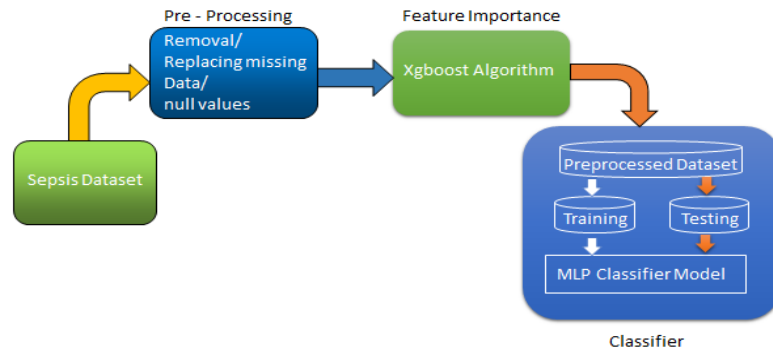 Pre - Processing
Feature Importance
Removal/
Replacing missing
Data/
null values
Xgboost Algorithm
Sepsis Dataset
Preprocessed Dataset
Training
Testing
MLP Classifier Model
Classifier